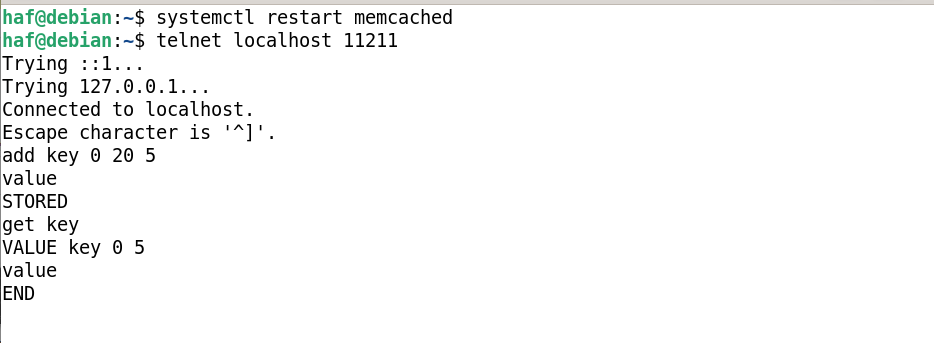 haf@debian:~$ systemctl restart memcached
haf@debian:~$ telnet localhost 11211
Trying ::1...
Trying 127.0.0.1...
Connected to localhost.
Escape character is '^]'.
add key 0 20 5
value
STORED
get key
VALUE key 0 5
value
END